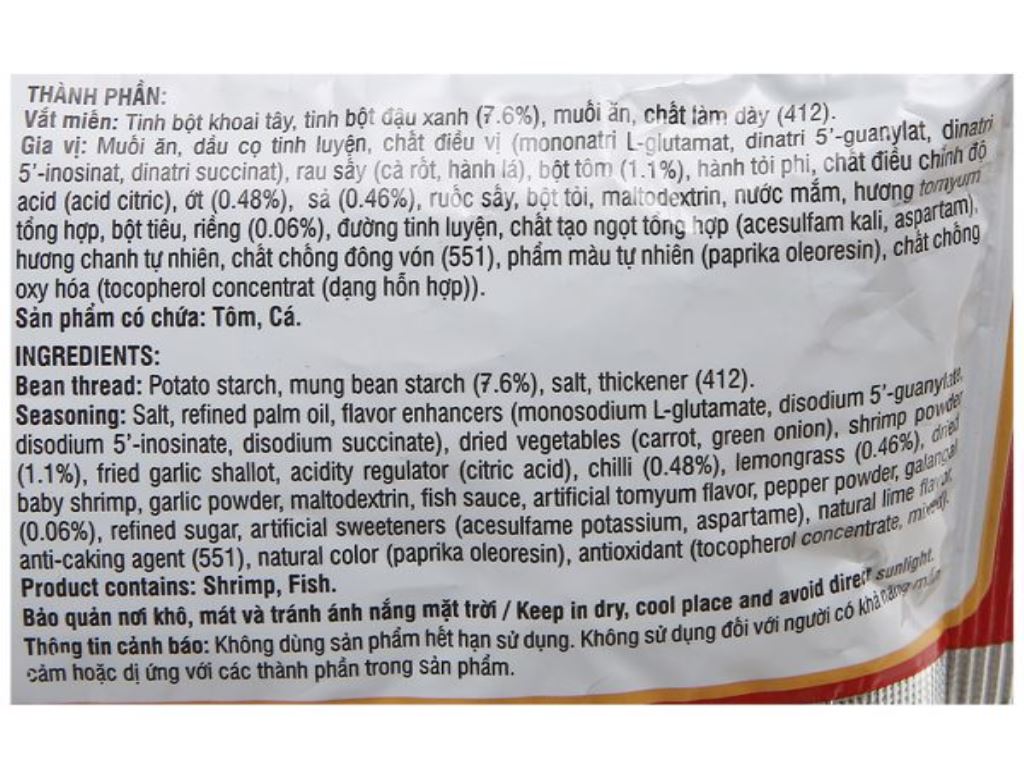 THÀNH PHẦN:
Vắt miến: Tinh bột khoai tây, tinh bột đậu xanh (7.6%), muối ăn, chất làm dày (412).
Gia vị: Muối ăn, dầu cọ tinh luyện, chất điều vị (mononatri L-glutamat, dinatri 5'-guanylat, dinatri
5'-inosinat, dinatri succinat), rau sấy (cà rốt, hành lá), bột tôm (1.1%), hành tỏi phi, chất điều chỉnh độ
acid (acid citric), ớt (0.48%), sả (0.46%), ruốc sấy, bột tỏi, maltodextrin, nước mắm, hương tomyum
tổng hợp, bột tiêu, riềng (0.06%), đường tinh luyện, chất tạo ngọt tổng hợp (acesulfam kali, aspartam),
hương chanh tự nhiên, chất chống đông vón (551), phẩm màu tự nhiên (paprika oleoresin), chất chống
oxy hóa (tocopherol concentrat (dạng hỗn hợp)).
Sản phẩm có chứa: Tôm, Cá.
INGREDIENTS:
Bean thread: Potato starch, mung bean starch (7.6%), salt, thickener (412).
Seasoning: Salt, refined palm oil, flavor enhancers (monosodium L-glutamate, disodium 5'-guanylate,
disodium 5'-inosinate, disodium succinate), dried vegetables (carrot, green onion), shrimp powder
(1.1%), fried garlic shallot, acidity regulator (citric acid), chilli (0.48%), lemongrass (0.46%), dried
baby shrimp, garlic powder, maltodextrin, fish sauce, artificial tomyum flavor, pepper powder, galangal
(0.06%), refined sugar, artificial sweeteners (acesulfame potassium, aspartame), natural lime flavor,
anti-caking agent (551), natural color (paprika oleoresin), antioxidant (tocopherol concentrate, mixed).
Product contains: Shrimp, Fish.
Bảo quản nơi khô, mát và tránh ánh nắng mặt trời / Keep in dry, cool place and avoid direct sunlight.
Thông tin cảnh báo: Không dùng sản phẩm hết hạn sử dụng. Không sử dụng đối với người có khả năng mẫn
cảm hoặc dị ứng với các thành phần trong sản phẩm.